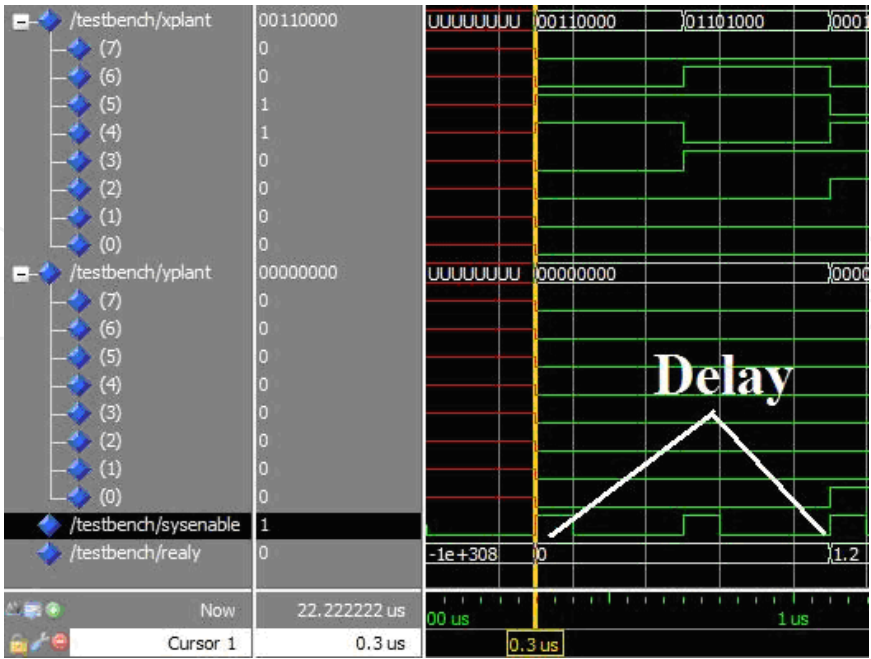 /testbench/xplant 00110000 UUUUUUUU 00110000 01101000 0001
(7) 0
(6) 0
(5) 1
(4) 1
(3) 0
(2) 0
(1) 0
(0) 0
/testbench/yplant 00000000 UUUUUUUU 00000000 0000
(7) 0
(6) 0
(5) 0
(4) 0
Delay
(3) 0
(2) 0
(1) 0
(0) 0
/testbench/sysenable 1
/testbench/realy 0 -1e+308 0 1.2
Now 22.222222 us 00 us 1 us
Cursor 1 0.3 us 0.3 us